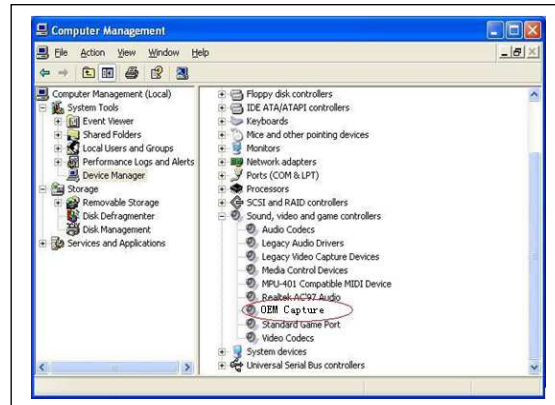 Computer Management
File Action View Window Help
Computer Management (Local)
System Tools
Event Viewer
Shared Folders
Local Users and Groups
Performance Logs and Alerts
Device Manager
Storage
Removable Storage
Disk Defragmenter
Disk Management
Services and Applications
Floppy disk controllers
IDE ATA/ATAPI controllers
Keyboards
Mice and other pointing devices
Monitors
Network adapters
Ports (COM & LPT)
Processors
SCSI and RAID controllers
Sound, video and game controllers
Audio Codecs
Legacy Audio Drivers
Legacy Video Capture Devices
Media Control Devices
MPU-401 Compatible MIDI Device
Realtek AC'97 Audio
OEM Capture
Standard Game Port
Video Codecs
System devices
Universal Serial Bus controllers